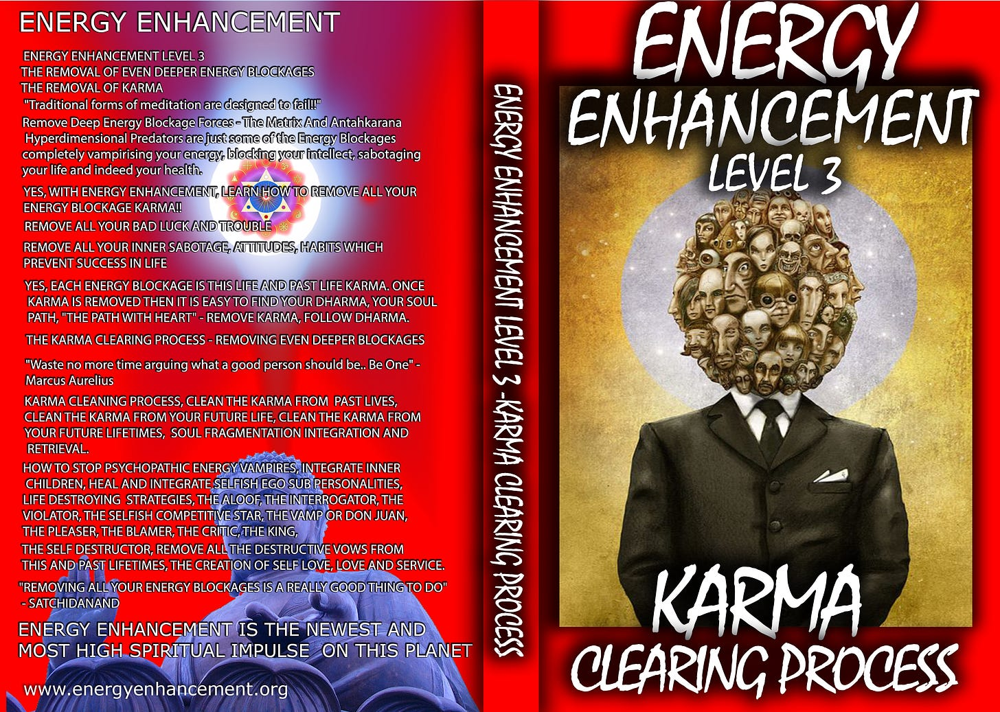 ENERGY ENHANCEMENT
ENERGY ENHANCEMENT LEVEL 3
THE REMOVAL OF EVEN DEEPER ENERGY BLOCKAGES
THE REMOVAL OF KARMA
"Traditional forms of meditation are designed to fail!!"
Remove Deep Energy Blockage Forces - The Matrix And Antahkarana
Hyperdimensional Predators are just some of the Energy Blockages
completely vampirising your energy, blocking your intellect, sabotaging
your life and indeed your health.
YES, WITH ENERGY ENHANCEMENT, LEARN HOW TO REMOVE ALL YOUR
ENERGY BLOCKAGE KARMA!!
REMOVE ALL YOUR BAD LUCK AND TROUBLE
REMOVE ALL YOUR INNER SABOTAGE, ATTITUDES, HABITS WHICH
PREVENT SUCCESS IN LIFE
YES, EACH ENERGY BLOCKAGE IS THIS LIFE AND PAST LIFE KARMA. ONCE
KARMA IS REMOVED THEN IT IS EASY TO FIND YOUR DHARMA, YOUR SOUL
PATH, "THE PATH WITH HEART" - REMOVE KARMA, FOLLOW DHARMA.
THE KARMA CLEARING PROCESS - REMOVING EVEN DEEPER BLOCKAGES
"Waste no more time arguing what a good person should be.. Be One" -
Marcus Aurelius
KARMA CLEANING PROCESS, CLEAN THE KARMA FROM PAST LIVES,
CLEAN THE KARMA FROM YOUR FUTURE LIFE, CLEAN THE KARMA FROM
YOUR FUTURE LIFETIMES, SOUL FRAGMENTATION INTEGRATION AND
RETRIEVAL.
HOW TO STOP PSYCHOPATHIC ENERGY VAMPIRES, INTEGRATE INNER
CHILDREN, HEAL AND INTEGRATE SELFISH EGO SUB PERSONALITIES,
LIFE DESTROYING STRATEGIES, THE ALOOF, THE INTERROGATOR, THE
VIOLATOR, THE SELFISH COMPETITIVE STAR, THE VAMP OR DON JUAN,
THE PLEASER, THE BLAMER, THE CRITIC, THE KING,
THE SELF DESTRUCTOR, REMOVE ALL THE DESTRUCTIVE VOWS FROM
THIS AND PAST LIFETIMES, THE CREATION OF SELF LOVE, LOVE AND SERVICE.
"REMOVING ALL YOUR ENERGY BLOCKAGES IS A REALLY GOOD THING TO DO"
- SATCHIDANAND
ENERGY ENHANCEMENT IS THE NEWEST AND
MOST HIGH SPIRITUAL IMPULSE ON THIS PLANET
www.energyenhancement.org
ENERGY ENHANCEMENT LEVEL 3 -KARMA CLEARING PROCESS
ENERGY
ENHANCEMENT
LEVEL 3
KARMA
CLEARING PROCESS